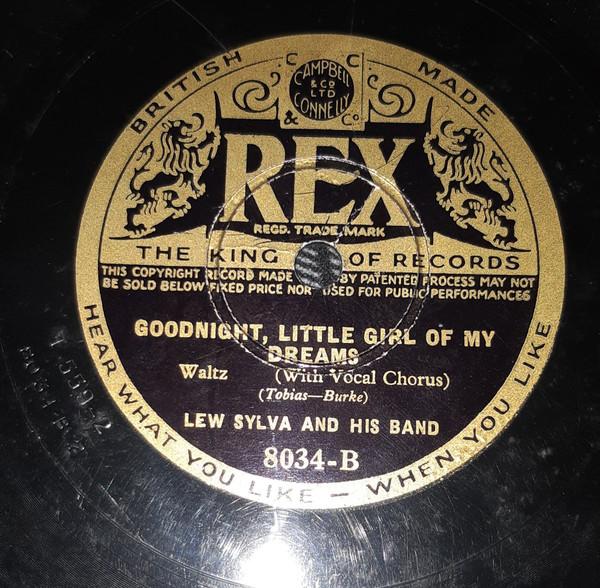 BRITISH MADE
C C
CAMPBELL
& CO
LTD
CONNELLY
& Co
REX
REGD. TRADE MARK
THE KING OF RECORDS
THIS COPYRIGHT RECORD MADE BY PATENTED PROCESS MAY NOT
BE SOLD BELOW FIXED PRICE NOR USED FOR PUBLIC PERFORMANCES
GOODNIGHT, LITTLE GIRL OF MY
DREAMS
Waltz (With Vocal Chorus)
(Tobias—Burke)
LEW SYLVA AND HIS BAND
8034-B
HEAR WHAT YOU LIKE — WHEN YOU LIKE